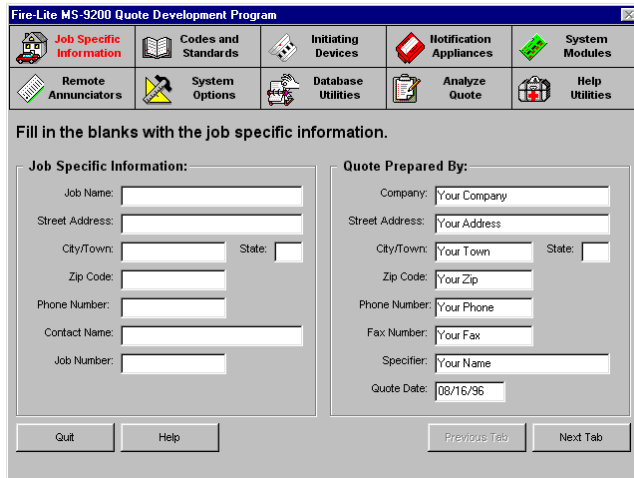 Fire-Lite MS-9200 Quote Development Program
Job Specific Information
Codes and Standards
Initiating Devices
Notification Appliances
System Modules
Remote Annunciators
System Options
Database Utilities
Analyze Quote
Help Utilities
Fill in the blanks with the job specific information.
Job Specific Information:
Job Name:
Street Address:
City/Town: State:
Zip Code:
Phone Number:
Contact Name:
Job Number:
Quote Prepared By:
Company: Your Company
Street Address: Your Address
City/Town: Your Town State:
Zip Code: Your Zip
Phone Number: Your Phone
Fax Number: Your Fax
Specifier: Your Name
Quote Date: 08/16/96
Quit Help Previous Tab Next Tab